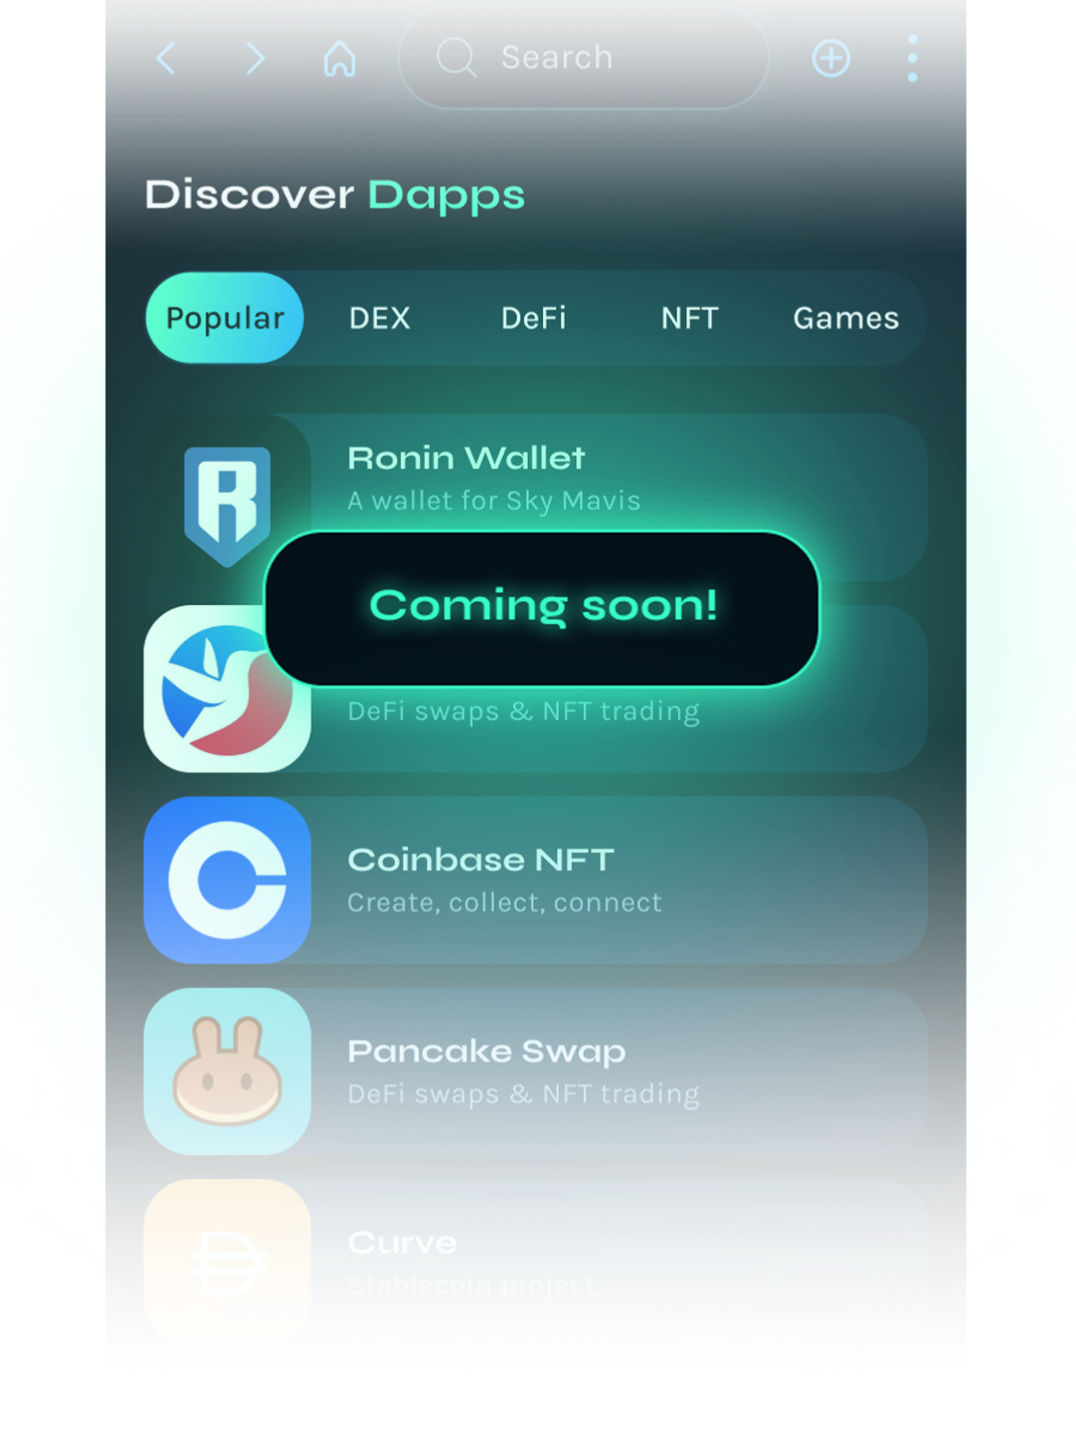 Search
Discover Dapps
Popular DEX DeFi NFT Games
Ronin Wallet
A wallet for Sky Mavis
Coming soon!
DeFi swaps & NFT trading
Coinbase NFT
Create, collect, connect
Pancake Swap
DeFi swaps & NFT trading
Curve
Stablecoin project